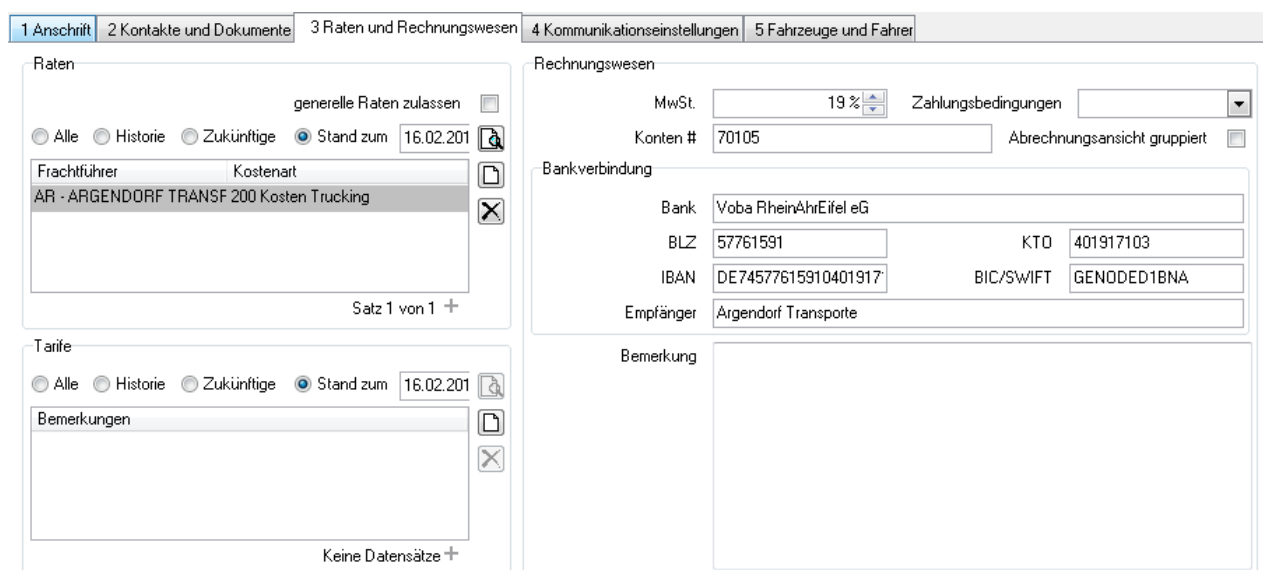 1 Anschrift 2 Kontakte und Dokumente 3 Raten und Rechnungswesen 4 Kommunikationseinstellungen 5 Fahrzeuge und Fahrer
Raten
generelle Raten zulassen
Alle Historie Zukünftige Stand zum 16.02.201
Frachtführer Kostenart
AR - ARGENDORF TRANSF 200 Kosten Trucking
Satz 1 von 1 +
Tarife
Alle Historie Zukünftige Stand zum 16.02.201
Bemerkungen
Keine Datensätze +
Rechnungswesen
MwSt. 19 % Zahlungsbedingungen
Konten # 70105 Abrechnungsansicht gruppiert
Bankverbindung
Bank Voba RheinAhrEifel eG
BLZ 57761591 KTO 401917103
IBAN DE74577615910401917 BIC/SWIFT GENODED1BNA
Empfänger Argendorf Transporte
Bemerkung